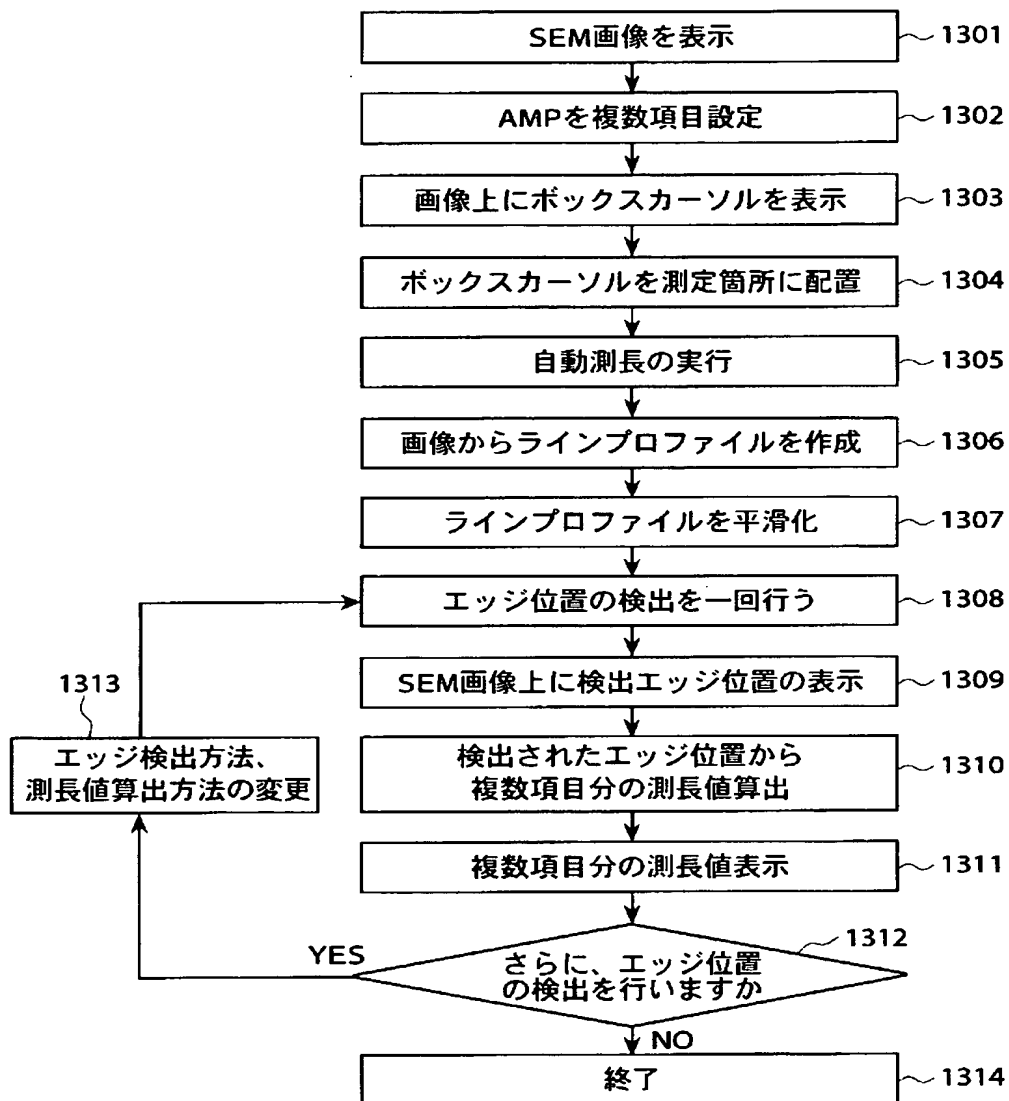 SEM画像を表示
1301
AMPを複数項目設定
1302
画像上にボックスカーソルを表示
1303
ボックスカーソルを測定箇所に配置
1304
自動測長の実行
1305
画像からラインプロファイルを作成
1306
ラインプロファイルを平滑化
1307
エッジ位置の検出を一回行う
1308
SEM画像上に検出エッジ位置の表示
1309
1313
エッジ検出方法、
測長値算出方法の変更
検出されたエッジ位置から
複数項目分の測長値算出
1310
複数項目分の測長値表示
1311
YES
さらに、エッジ位置
の検出を行いますか
1312
NO
終了
1314